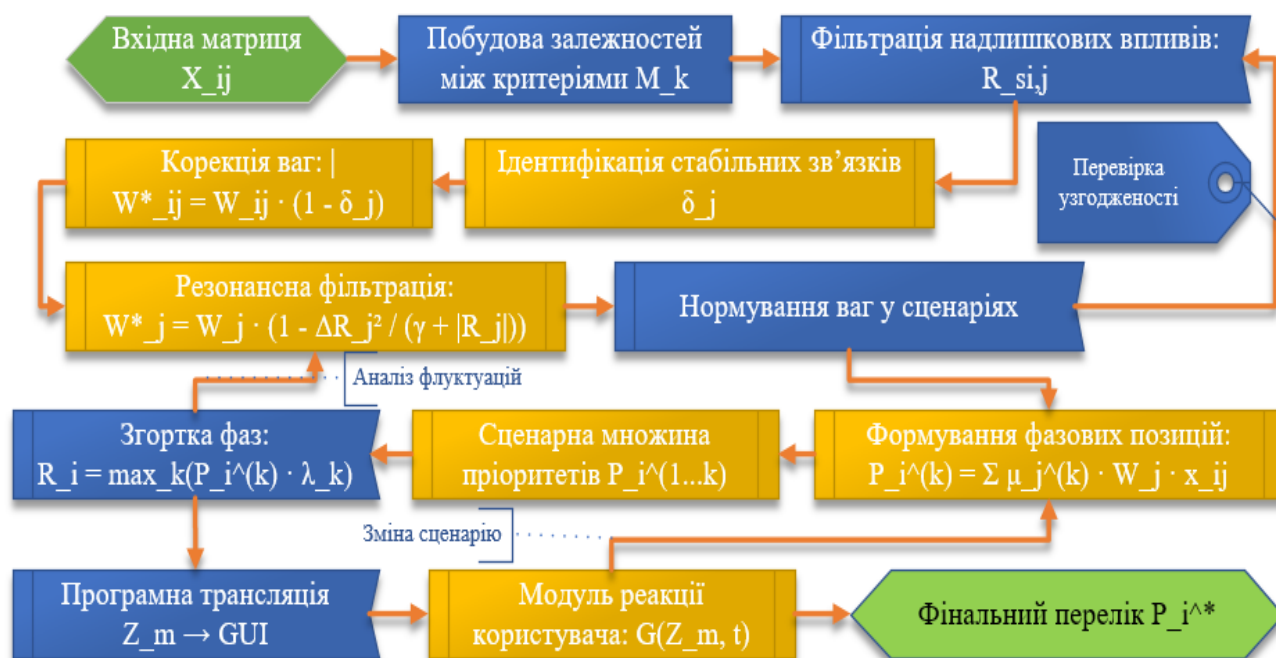 Вхідна матриця
X_ij
Побудова залежностей
між критеріями M_k
Фільтрація надлишкових впливів:
R_si,j
Корекція ваг: |
W*_ij = W_ij · (1 - δ_j)
Ідентифікація стабільних зв’язків
δ_j
Перевірка
узгодженості
Резонансна фільтрація:
W*_j = W_j · (1 - ΔR_j² / (γ + |R_j|))
Нормування ваг у сценаріях
Аналіз флуктуацій
Згортка фаз:
R_i = max_k(P_i^(k) · λ_k)
Сценарна множина
пріоритетів P_i^(1...k)
Формування фазових позицій:
P_i^(k) = Σ μ_j^(k) · W_j · x_ij
Зміна сценарію
Програмна трансляція
Z_m → GUI
Модуль реакції
користувача: G(Z_m, t)
Фінальний перелік P_i^*